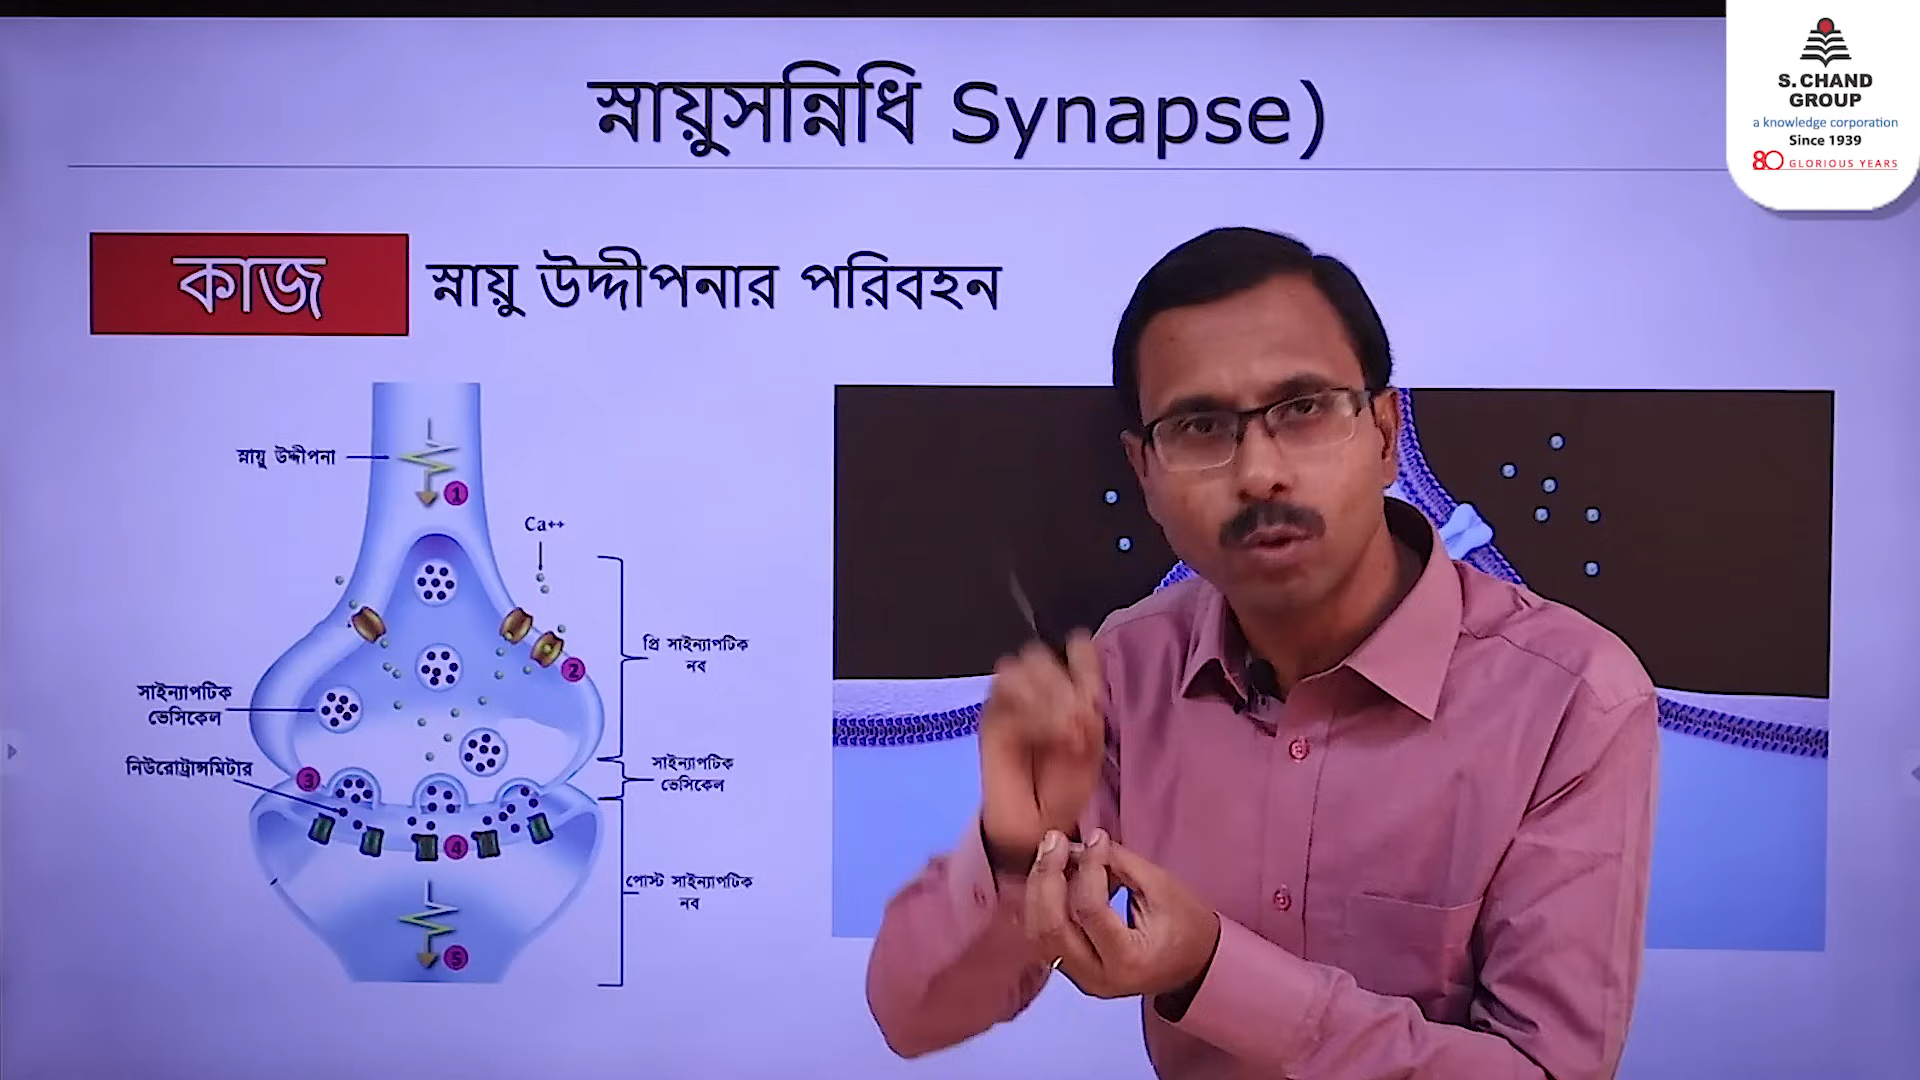 স্নায়ুসন্নিধি Synapse)
S. CHAND
GROUP
a knowledge corporation
Since 1939
80 GLORIOUS YEARS
কাজ
স্নায়ু উদ্দীপনার পরিবহন
স্নায়ু উদ্দীপনা
1
Ca++
2
প্রি সাইন্যাপটিক
নব
সাইন্যাপটিক
ভেসিকেল
নিউরোট্রান্সমিটার
3
সাইন্যাপটিক
ভেসিকেল
4
পোস্ট সাইন্যাপটিক
নব
5